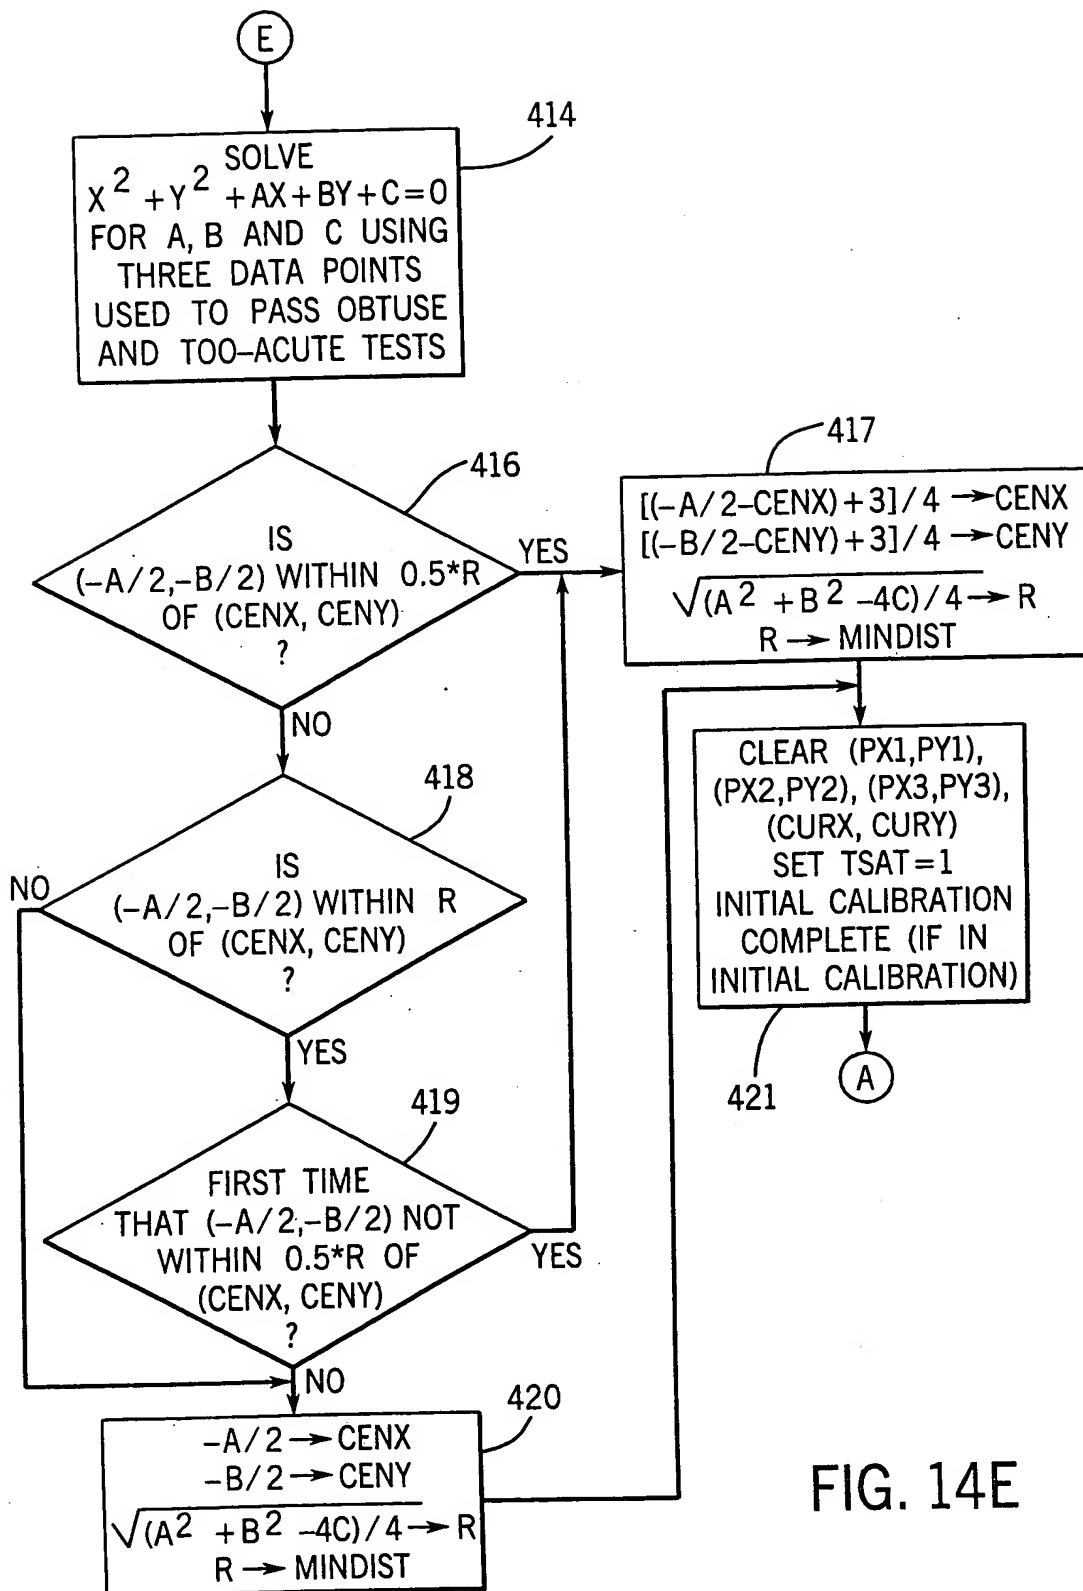 E
414
SOLVE
X² + Y² + AX + BY + C = 0
FOR A, B AND C USING
THREE DATA POINTS
USED TO PASS OBTUSE
AND TOO-ACUTE TESTS
416
IS
(-A/2,-B/2) WITHIN 0.5*R
OF (CENX, CENY)
?
YES
NO
417
[(-A/2-CENX)+3]/4 → CENX
[(-B/2-CENY)+3]/4 → CENY
√(A² + B² -4C)/4 → R
R → MINDIST
418
IS
(-A/2,-B/2) WITHIN R
OF (CENX, CENY)
?
NO
YES
CLEAR (PX1,PY1),
(PX2,PY2), (PX3,PY3),
(CURX, CURY)
SET TSAT=1
INITIAL CALIBRATION
COMPLETE (IF IN
INITIAL CALIBRATION)
421
A
419
FIRST TIME
THAT (-A/2,-B/2) NOT
WITHIN 0.5*R OF
(CENX, CENY)
?
YES
NO
420
-A/2 → CENX
-B/2 → CENY
√(A² + B² -4C)/4 → R
R → MINDIST
FIG. 14E